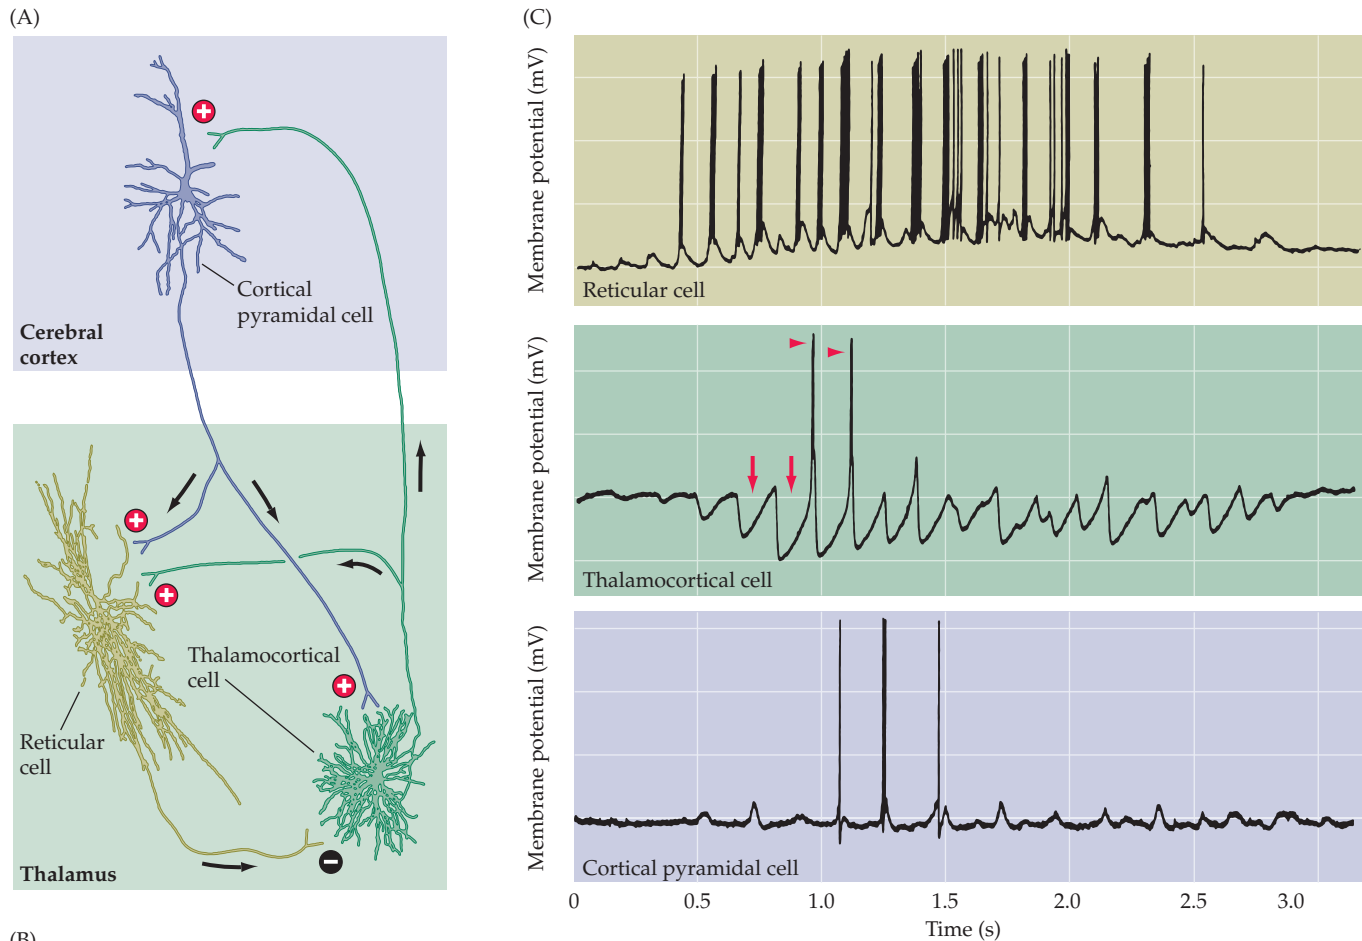 (A)
+
Cortical
pyramidal cell
Cerebral
cortex
+
+
Thalamocortical
cell
+
Reticular
cell
−
Thalamus
(B)
(C)
Membrane potential (mV)
Reticular cell
Membrane potential (mV)
Thalamocortical cell
Membrane potential (mV)
Cortical pyramidal cell
0 0.5 1.0 1.5 2.0 2.5 3.0
Time (s)